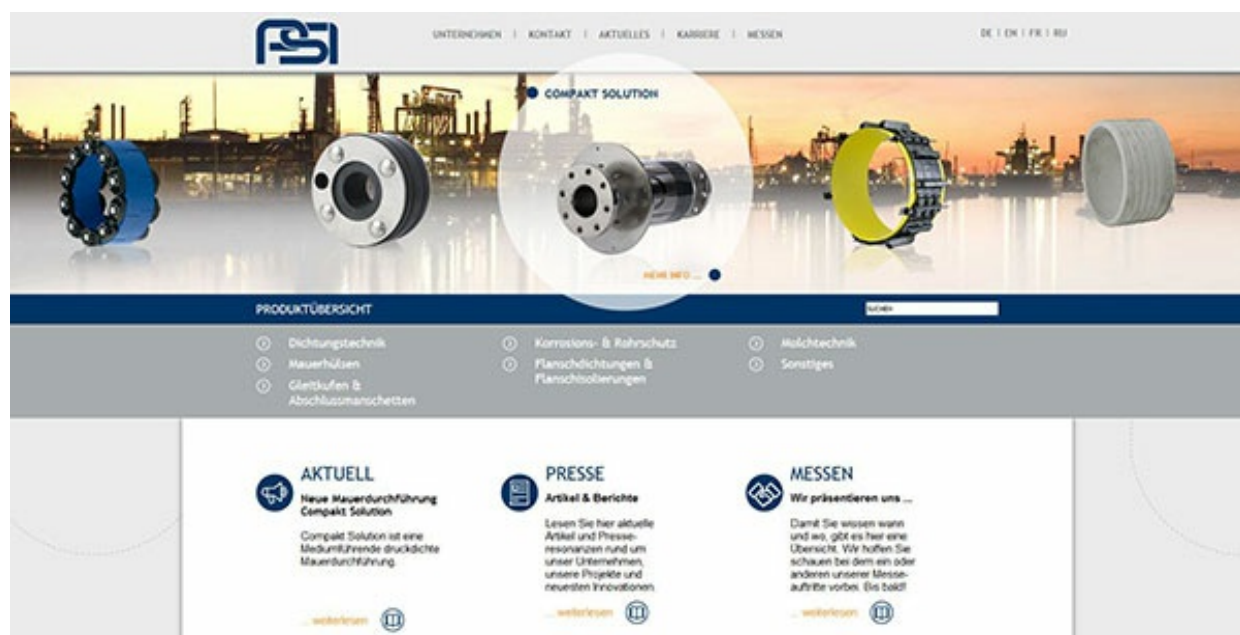 PSI
UNTERNEHMEN | KONTAKT | AKTUELLES | KARRIERE | MESSEN
DE | EN | FR | RU
COMPAKT SOLUTION
MEHR INFO ...
PRODUKTÜBERSICHT
SUCHEN
Dichtungstechnik
Mauerhülsen
Gleitkufen &
Abschlussmanschetten
Korrosions- & Rohrschutz
Flanschdichtungen &
Flanschisolierungen
Molchtechnik
Sonstiges
AKTUELL
Neue Mauerdurchführung
Compakt Solution
Compakt Solution ist eine
Mediumführende druckdichte
Mauerdurchführung.
... weiterlesen
PRESSE
Artikel & Berichte
Lesen Sie hier aktuelle
Artikel und Presse-
resonanzen rund um
unser Unternehmen,
unsere Projekte und
neuesten Innovationen.
... weiterlesen
MESSEN
Wir präsentieren uns ...
Damit Sie wissen wann
und wo, gibt es hier eine
Übersicht. Wir hoffen Sie
schauen bei dem ein oder
anderen unserer Messe-
auftritte vorbei. Bis bald!
... weiterlesen